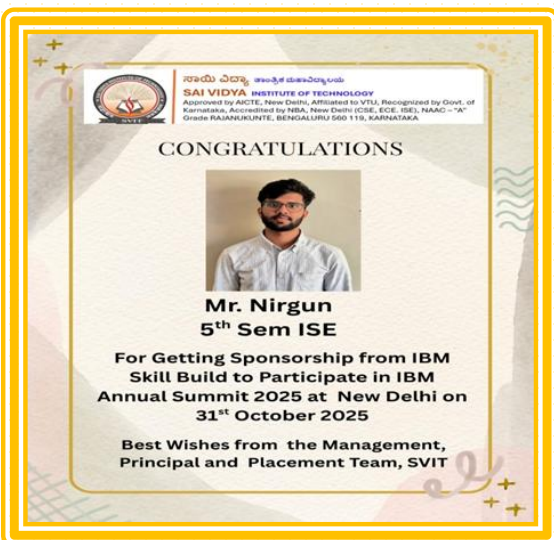 ಸಾಯಿ ವಿದ್ಯಾ ತಾಂತ್ರಿಕ ಮಹಾವಿದ್ಯಾಲಯ
SAI VIDYA INSTITUTE OF TECHNOLOGY
Approved by AICTE, New Delhi, Affiliated to VTU, Recognized by Govt. of
Karnataka, Accredited by NBA, New Delhi (CSE, ECE. ISE), NAAC – "A"
Grade RAJANUKUNTE, BENGALURU 560 119, KARNATAKA
SVIT
CONGRATULATIONS
Mr. Nirgun
5th Sem ISE
For Getting Sponsorship from IBM
Skill Build to Participate in IBM
Annual Summit 2025 at New Delhi on
31st October 2025
Best Wishes from the Management,
Principal and Placement Team, SVIT